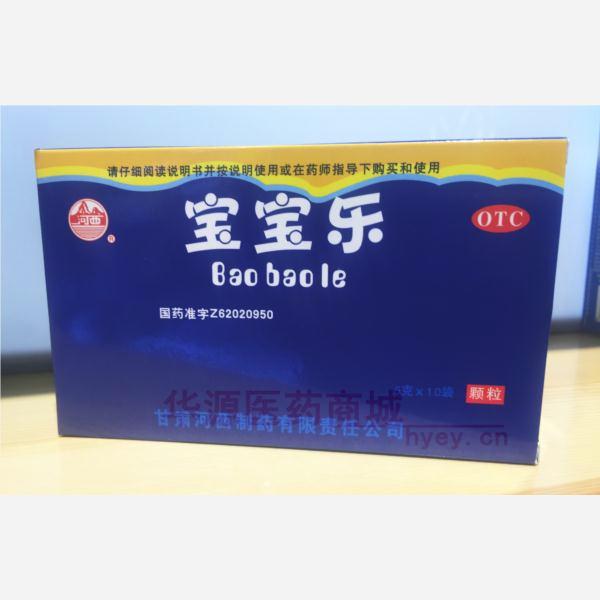 请仔细阅读说明书并按说明使用或在药师指导下购买和使用
河西
OTC
宝宝乐
Baobaole
国药准字Z62020950
5克×10袋
颗粒
华源医药商城
hyey.cn
甘肃河西制药有限责任公司